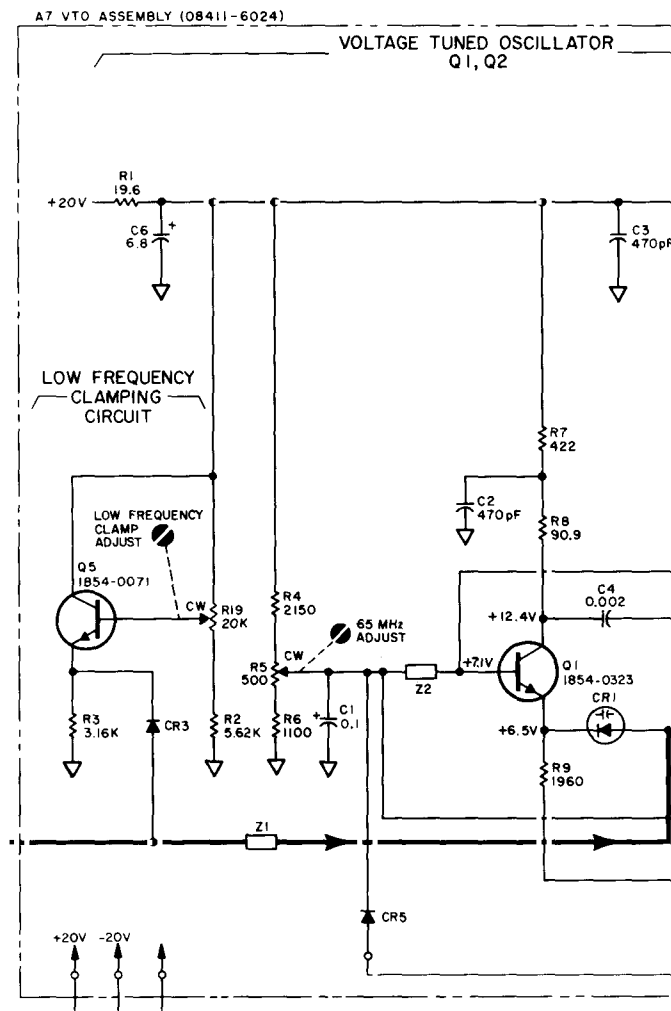 A7 VTO ASSEMBLY (08411-6024)
VOLTAGE TUNED OSCILLATOR
Q1, Q2
R1
19.6
+20V
C6
6.8
+
C3
470pF
LOW FREQUENCY
CLAMPING
CIRCUIT
R7
422
C2
470pF
R8
90.9
LOW FREQUENCY
CLAMP
ADJUST
Q5
1854-0071
CW
R19
20K
R4
2150
65 MHz
ADJUST
C4
0.002
+12.4V
R5
500
CW
+7.1V
Z2
Q1
1854-0323
CR1
R3
3.16K
CR3
R2
5.62K
R6
1100
+
C1
0.1
+6.5V
R9
1960
Z1
CR5
+20V
-20V